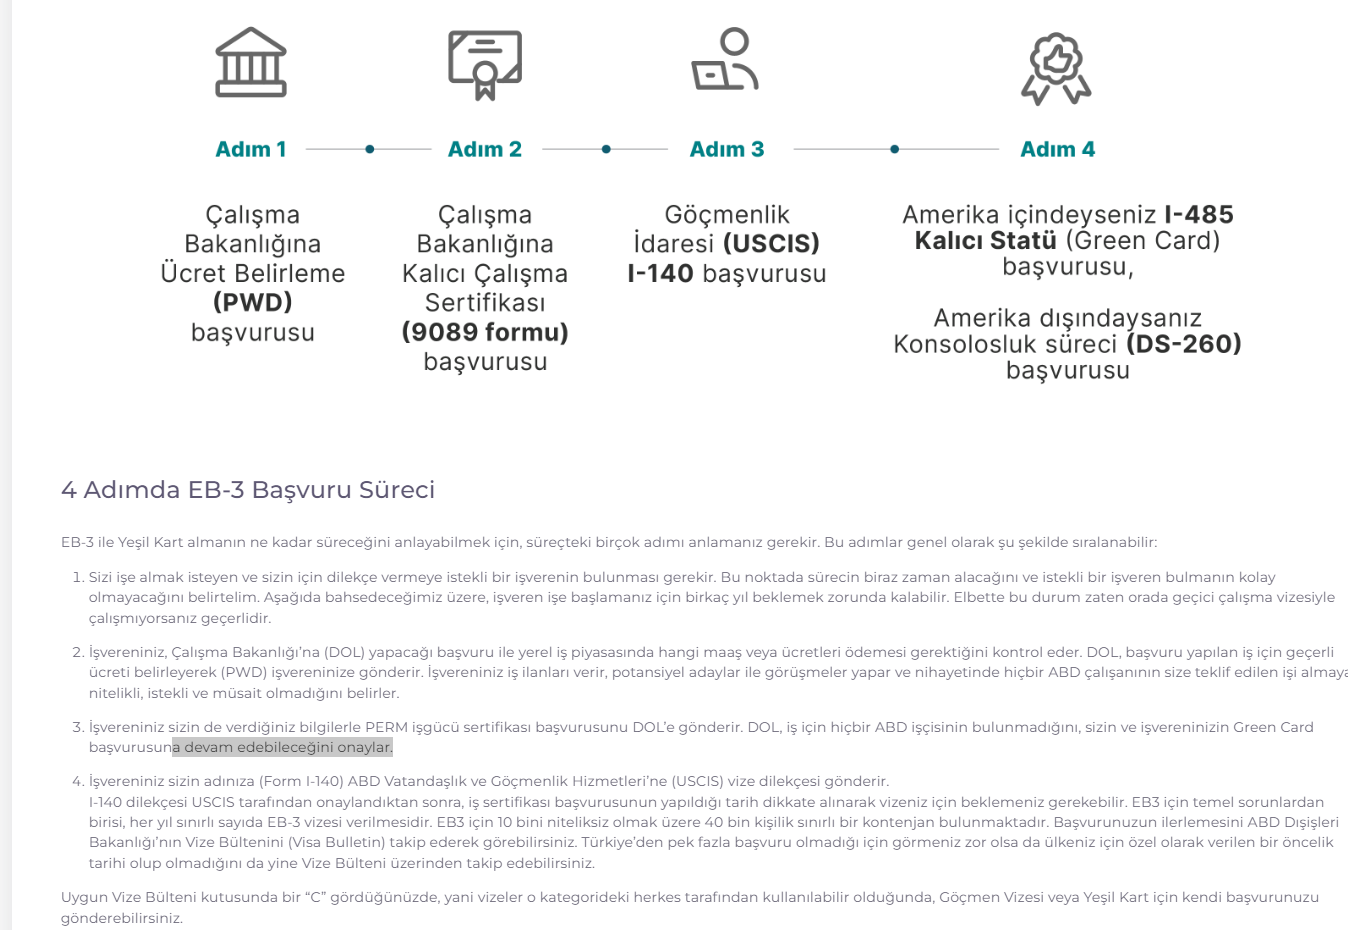 Adım 1
Adım 2
Adım 3
Adım 4
Çalışma
Bakanlığına
Ücret Belirleme
(PWD)
başvurusu
Çalışma
Bakanlığına
Kalıcı Çalışma
Sertifikası
(9089 formu)
başvurusu
Göçmenlik
İdaresi (USCIS)
I-140 başvurusu
Amerika içindeyseniz I-485
Kalıcı Statü (Green Card)
başvurusu,
Amerika dışındaysanız
Konsolosluk süreci (DS-260)
başvurusu
4 Adımda EB-3 Başvuru Süreci
EB-3 ile Yeşil Kart almanın ne kadar süreceğini anlayabilmek için, süreçteki birçok adımı anlamanız gerekir. Bu adımlar genel olarak şu şekilde sıralanabilir:
1. Sizi işe almak isteyen ve sizin için dilekçe vermeye istekli bir işverenin bulunması gerekir. Bu noktada sürecin biraz zaman alacağını ve istekli bir işveren bulmanın kolay
olmayacağını belirtelim. Aşağıda bahsedeceğimiz üzere, işveren işe başlamanız için birkaç yıl beklemek zorunda kalabilir. Elbette bu durum zaten orada geçici çalışma vizesiyle
çalışmıyorsanız geçerlidir.
2. İşvereniniz, Çalışma Bakanlığı’na (DOL) yapacağı başvuru ile yerel iş piyasasında hangi maaş veya ücretleri ödemesi gerektiğini kontrol eder. DOL, başvuru yapılan iş için geçerli
ücreti belirleyerek (PWD) işvereninize gönderir. İşvereniniz iş ilanları verir, potansiyel adaylar ile görüşmeler yapar ve nihayetinde hiçbir ABD çalışanının size teklif edilen işi almaya
nitelikli, istekli ve müsait olmadığını belirler.
3. İşvereniniz sizin de verdiğiniz bilgilerle PERM işgücü sertifikası başvurusunu DOL’e gönderir. DOL, iş için hiçbir ABD işçisinin bulunmadığını, sizin ve işvereninizin Green Card
başvurusuna devam edebileceğini onaylar.
4. İşvereniniz sizin adınıza (Form I-140) ABD Vatandaşlık ve Göçmenlik Hizmetleri’ne (USCIS) vize dilekçesi gönderir.
I-140 dilekçesi USCIS tarafından onaylandıktan sonra, iş sertifikası başvurusunun yapıldığı tarih dikkate alınarak vizeniz için beklemeniz gerekebilir. EB3 için temel sorunlardan
birisi, her yıl sınırlı sayıda EB-3 vizesi verilmesidir. EB3 için 10 bini niteliksiz olmak üzere 40 bin kişilik sınırlı bir kontenjan bulunmaktadır. Başvurunuzun ilerlemesini ABD Dışişleri
Bakanlığı’nın Vize Bültenini (Visa Bulletin) takip ederek görebilirsiniz. Türkiye’den pek fazla başvuru olmadığı için görmeniz zor olsa da ülkeniz için özel olarak verilen bir öncelik
tarihi olup olmadığını da yine Vize Bülteni üzerinden takip edebilirsiniz.
Uygun Vize Bülteni kutusunda bir “C” gördüğünüzde, yani vizeler o kategorideki herkes tarafından kullanılabilir olduğunda, Göçmen Vizesi veya Yeşil Kart için kendi başvurunuzu
gönderebilirsiniz.